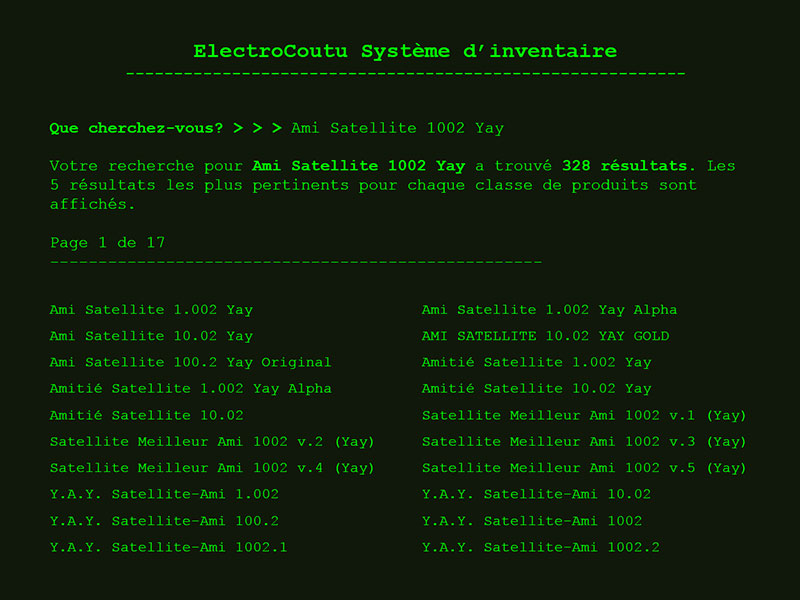 ElectroCoutu Système d’inventaire
----------------------------------------------------------
Que cherchez-vous? > > > Ami Satellite 1002 Yay
Votre recherche pour Ami Satellite 1002 Yay a trouvé 328 résultats. Les
5 résultats les plus pertinents pour chaque classe de produits sont
affichés.
Page 1 de 17
---------------------------------------------------
Ami Satellite 1.002 Yay
Ami Satellite 1.002 Yay Alpha
Ami Satellite 10.02 Yay
AMI SATELLITE 10.02 YAY GOLD
Ami Satellite 100.2 Yay Original
Amitié Satellite 1.002 Yay
Amitié Satellite 1.002 Yay Alpha
Amitié Satellite 10.02 Yay
Amitié Satellite 10.02
Satellite Meilleur Ami 1002 v.1 (Yay)
Satellite Meilleur Ami 1002 v.2 (Yay)
Satellite Meilleur Ami 1002 v.3 (Yay)
Satellite Meilleur Ami 1002 v.4 (Yay)
Satellite Meilleur Ami 1002 v.5 (Yay)
Y.A.Y. Satellite-Ami 1.002
Y.A.Y. Satellite-Ami 10.02
Y.A.Y. Satellite-Ami 100.2
Y.A.Y. Satellite-Ami 1002
Y.A.Y. Satellite-Ami 1002.1
Y.A.Y. Satellite-Ami 1002.2